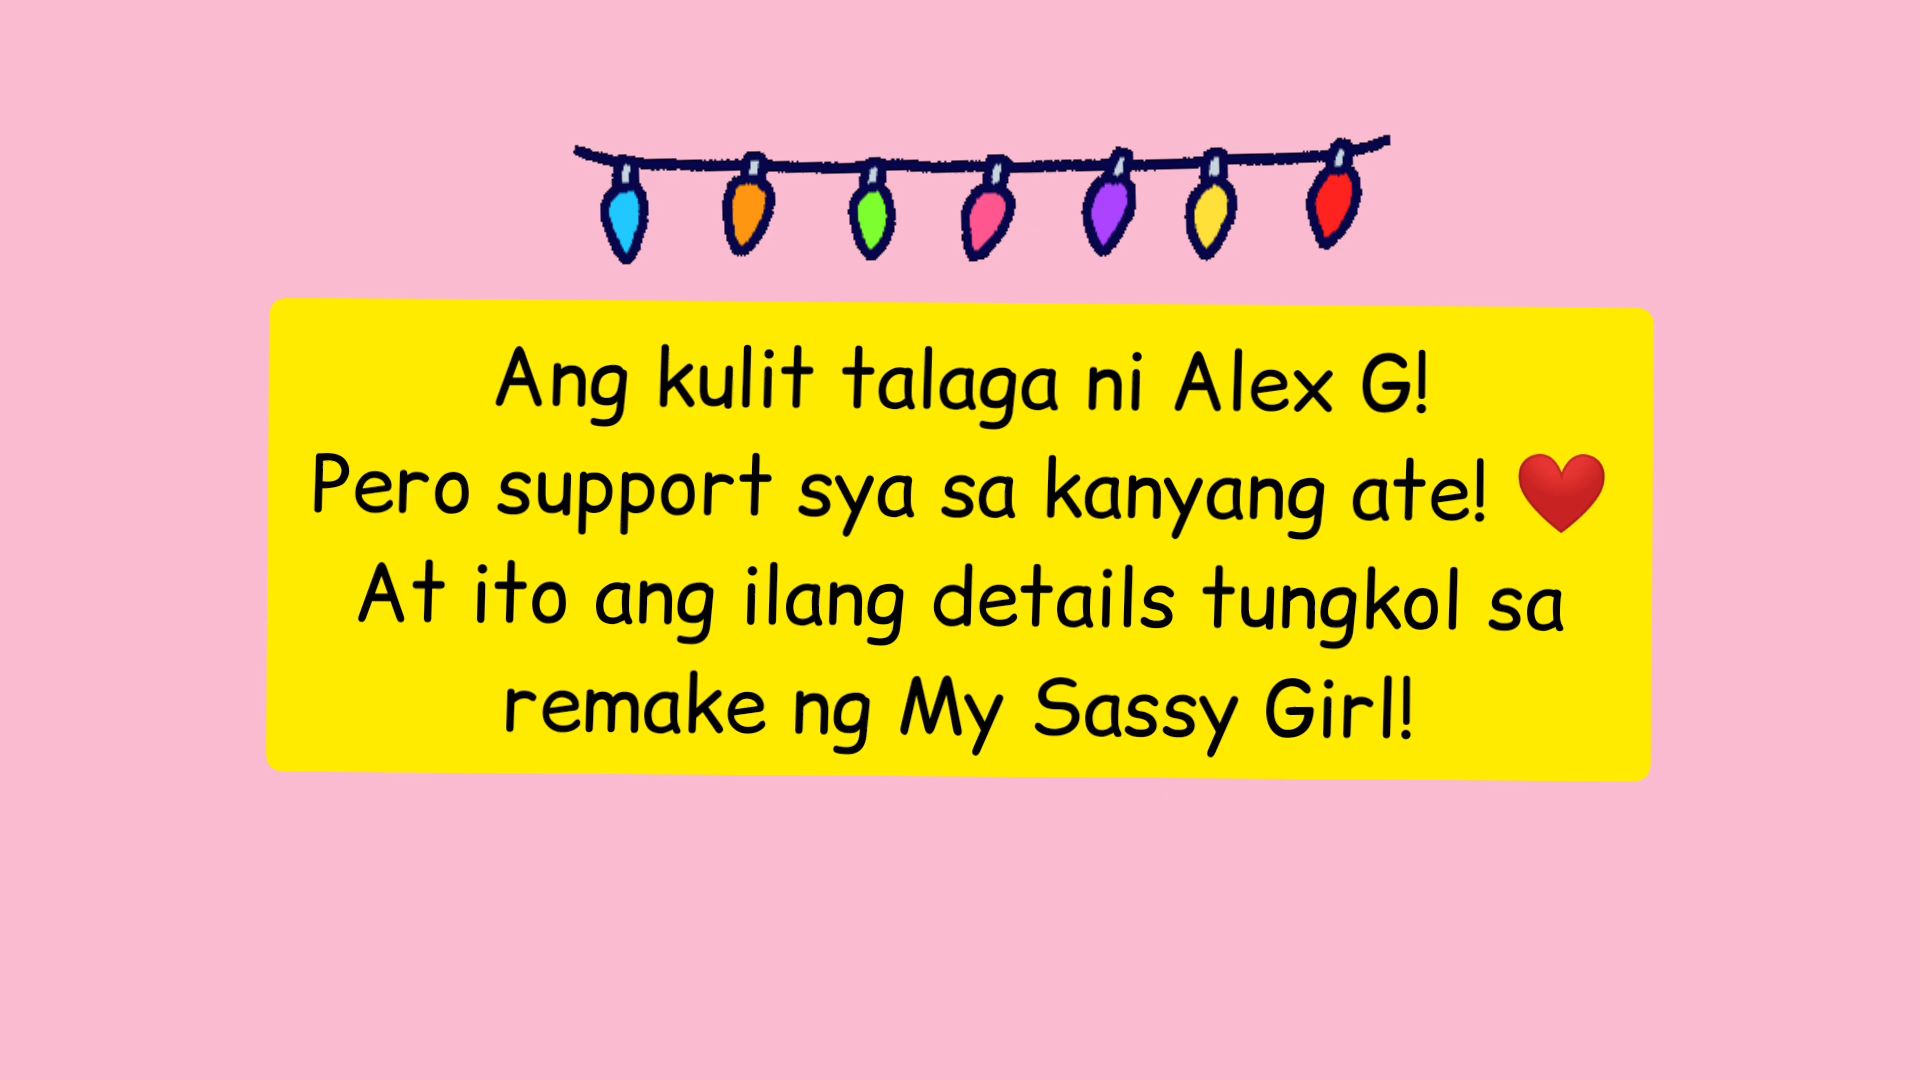 Ang kulit talaga ni Alex G!
Pero support sya sa kanyang ate! ❤️
At ito ang ilang details tungkol sa
remake ng My Sassy Girl!